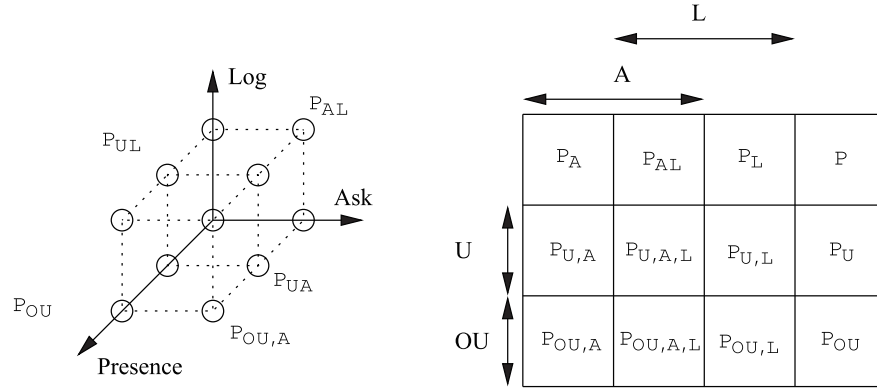 Log
P_AL
P_UL
Ask
P_UA
P_OU
P_OU,A
Presence
L
A
P_A P_AL P_L P
U P_U,A P_U,A,L P_U,L P_U
OU P_OU,A P_OU,A,L P_OU,L P_OU